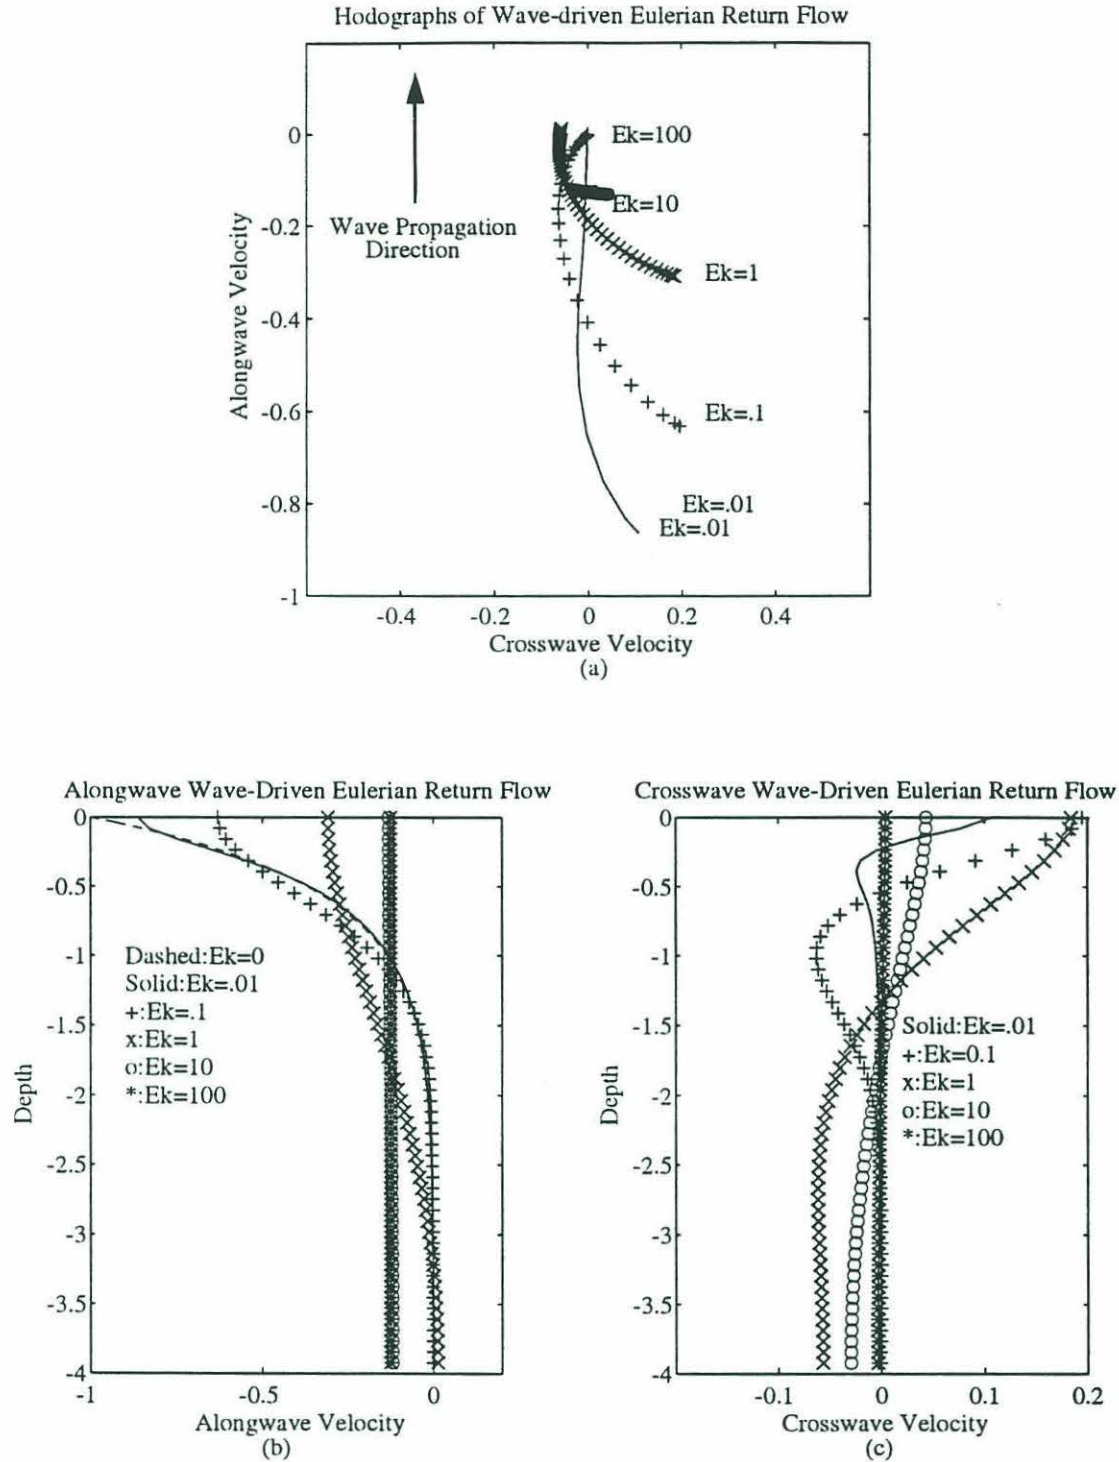 Hodographs of Wave-driven Eulerian Return Flow
0
-0.2
-0.4
-0.6
-0.8
-1
Alongwave Velocity
Wave Propagation
Direction
Ek=100
Ek=10
Ek=1
Ek=.1
Ek=.01
Ek=.01
-0.4
-0.2
0
0.2
0.4
Crosswave Velocity
(a)
Alongwave Wave-Driven Eulerian Return Flow
0
-0.5
-1
-1.5
-2
-2.5
-3
-3.5
-4
Depth
Dashed:Ek=0
Solid:Ek=.01
+:Ek=.1
x:Ek=1
o:Ek=10
*:Ek=100
-1
-0.5
0
Alongwave Velocity
(b)
Crosswave Wave-Driven Eulerian Return Flow
0
-0.5
-1
-1.5
-2
-2.5
-3
-3.5
-4
Depth
Solid:Ek=.01
+:Ek=0.1
x:Ek=1
o:Ek=10
*:Ek=100
-0.1
0
0.1
0.2
Crosswave Velocity
(c)